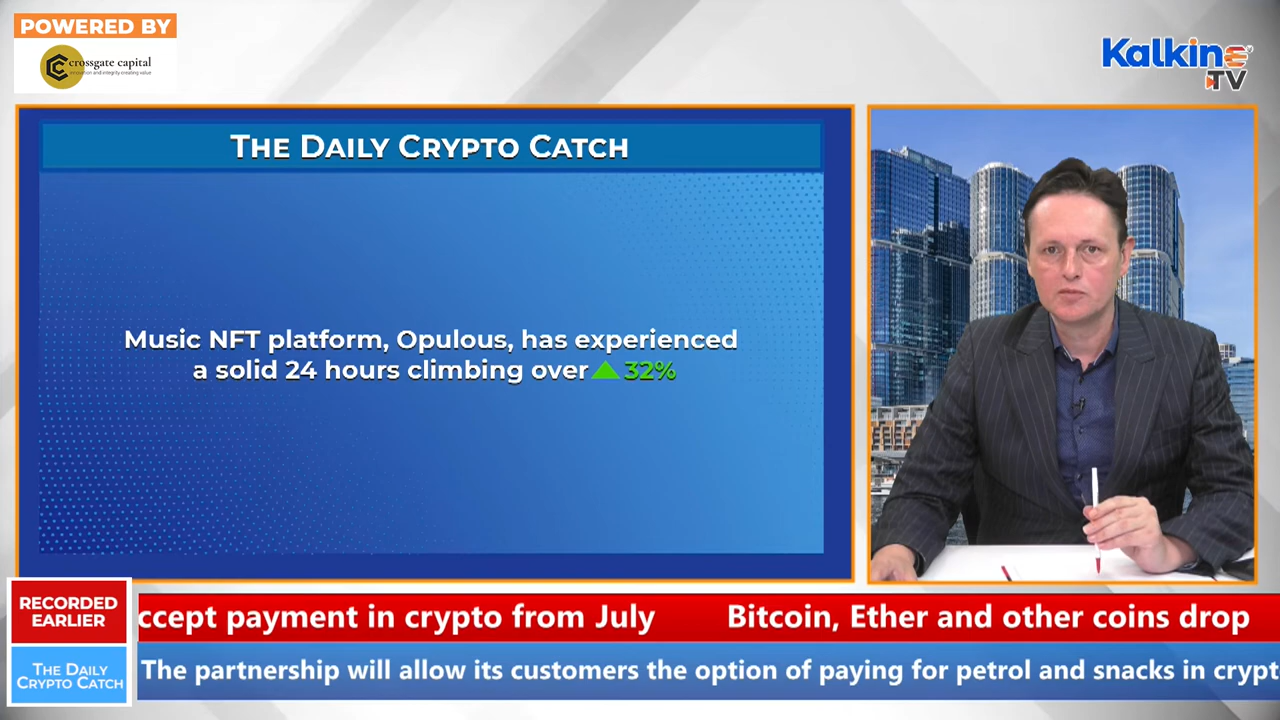 POWERED BY
crossgate capital
Kalkine
TV
THE DAILY CRYPTO CATCH
Music NFT platform, Opulous, has experienced
a solid 24 hours climbing over ▲ 32%
RECORDED
EARLIER
ccept payment in crypto from July Bitcoin, Ether and other coins drop
THE DAILY
CRYPTO CATCH
The partnership will allow its customers the option of paying for petrol and snacks in crypt